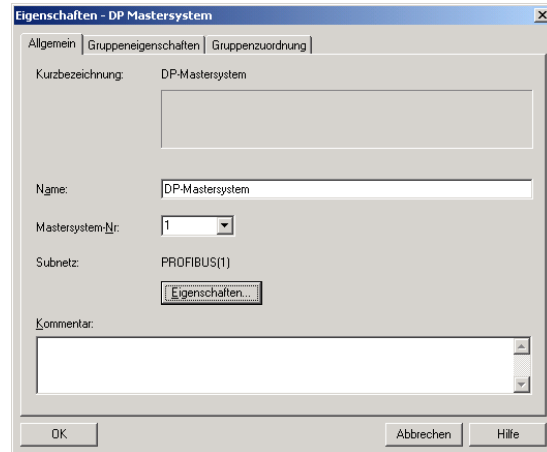 Eigenschaften - DP Mastersystem
Allgemein Gruppeneigenschaften Gruppenzuordnung
Kurzbezeichnung: DP-Mastersystem
Name: DP-Mastersystem
Mastersystem-Nr: 1
Subnetz: PROFIBUS(1)
Eigenschaften...
Kommentar:
OK Abbrechen Hilfe